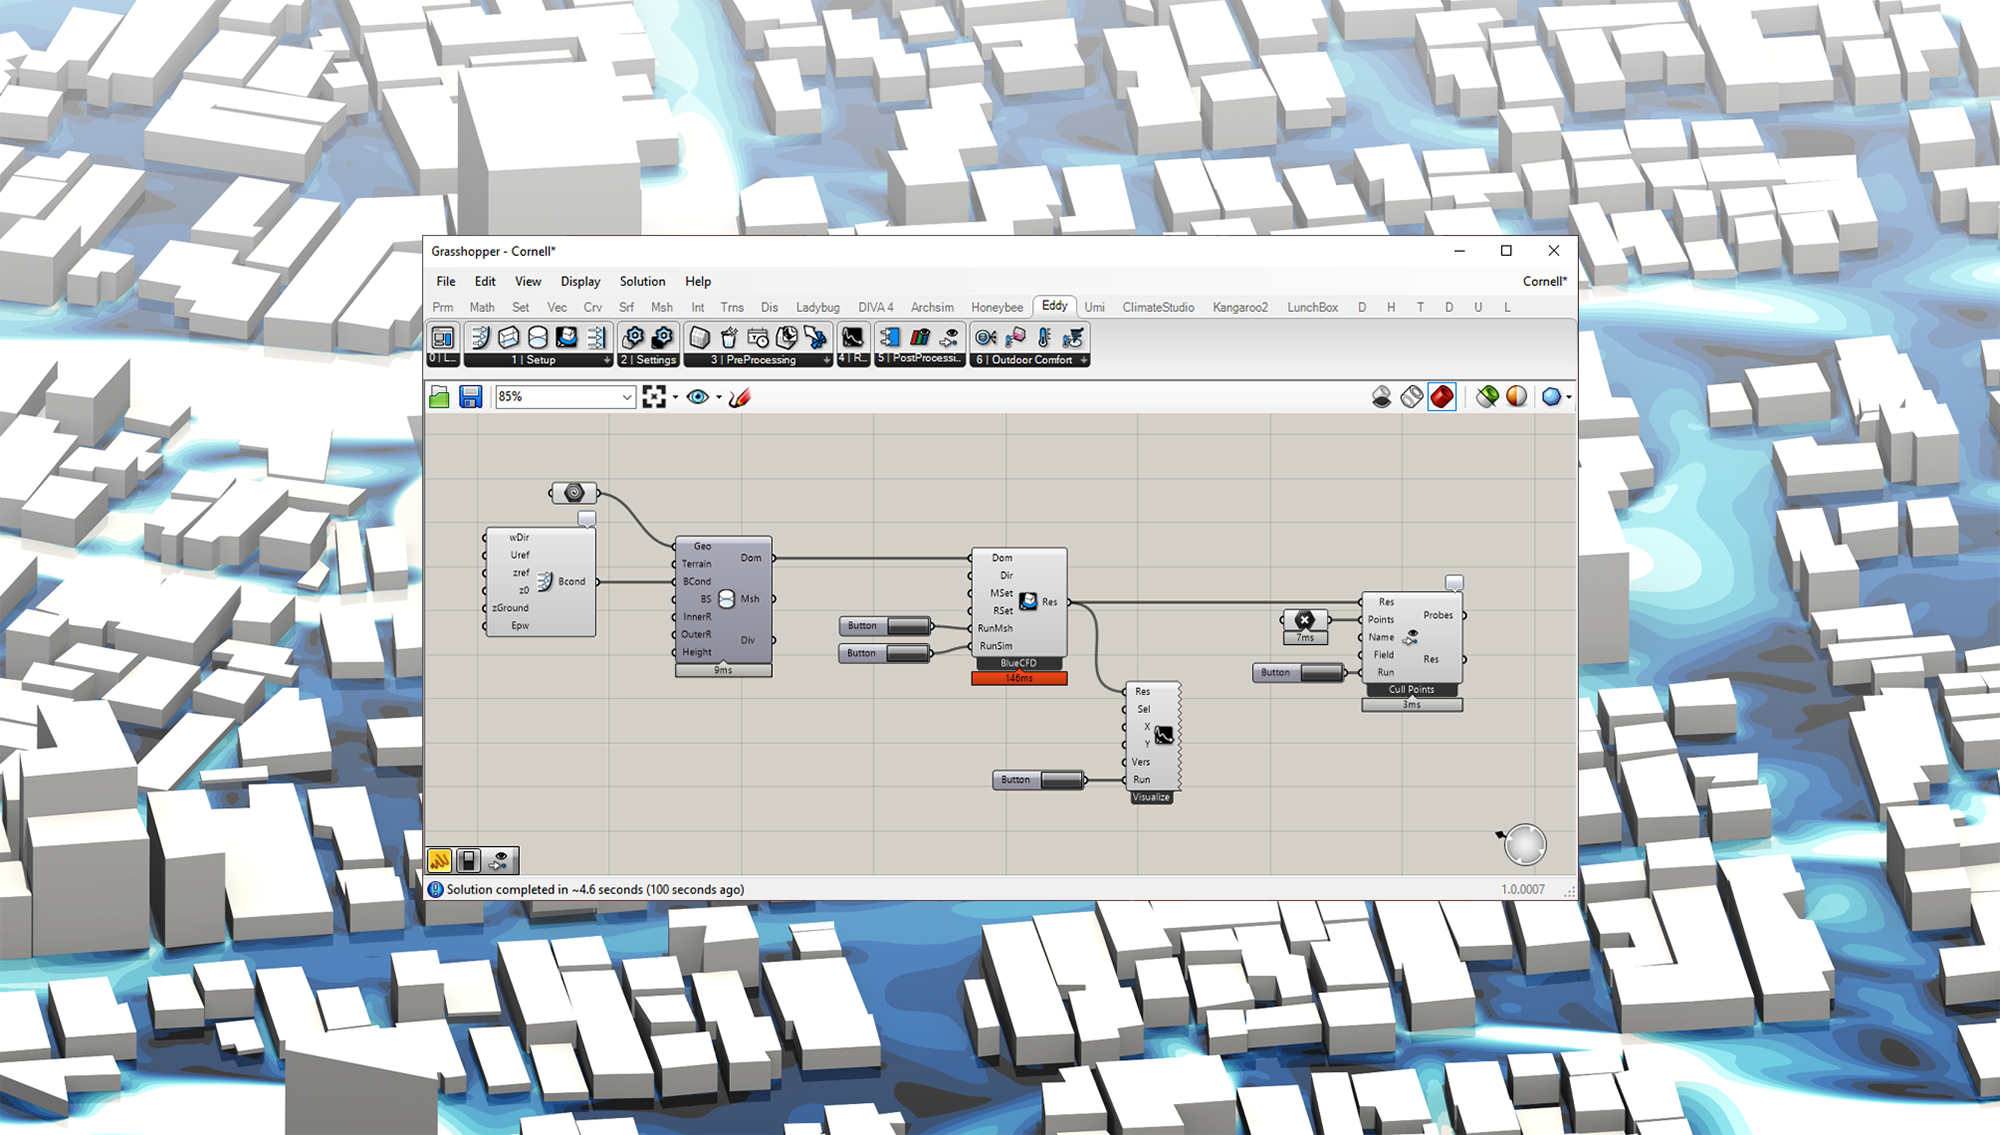 Grasshopper - Cornell*
File Edit View Display Solution Help Cornell*
Prm Math Set Vec Crv Srf Msh Int Trns Dis Ladybug DIVA 4 Archsim Honeybee Eddy Umi ClimateStudio Kangaroo2 LunchBox D H T D U L
0 | L... 1 | Setup 2 | Settings 3 | PreProcessing 4 | R... 5 | PostProcessi... 6 | Outdoor Comfort
85%
wDir
Uref
zref
z0
zGround
Epw
Bcond
Geo
Terrain
BCond
BS
InnerR
OuterR
Height
Dom
Msh
Div
9ms
Button
Button
Dom
Dir
MSet
RSet
RunMsh
RunSim
Res
BlueCFD
146ms
Button
Res
Sel
X
Y
Vers
Run
Visualize
7ms
Button
Res
Points
Name
Field
Run
Probes
Res
Cull Points
3ms
Solution completed in ~4.6 seconds (100 seconds ago) 1.0.0007